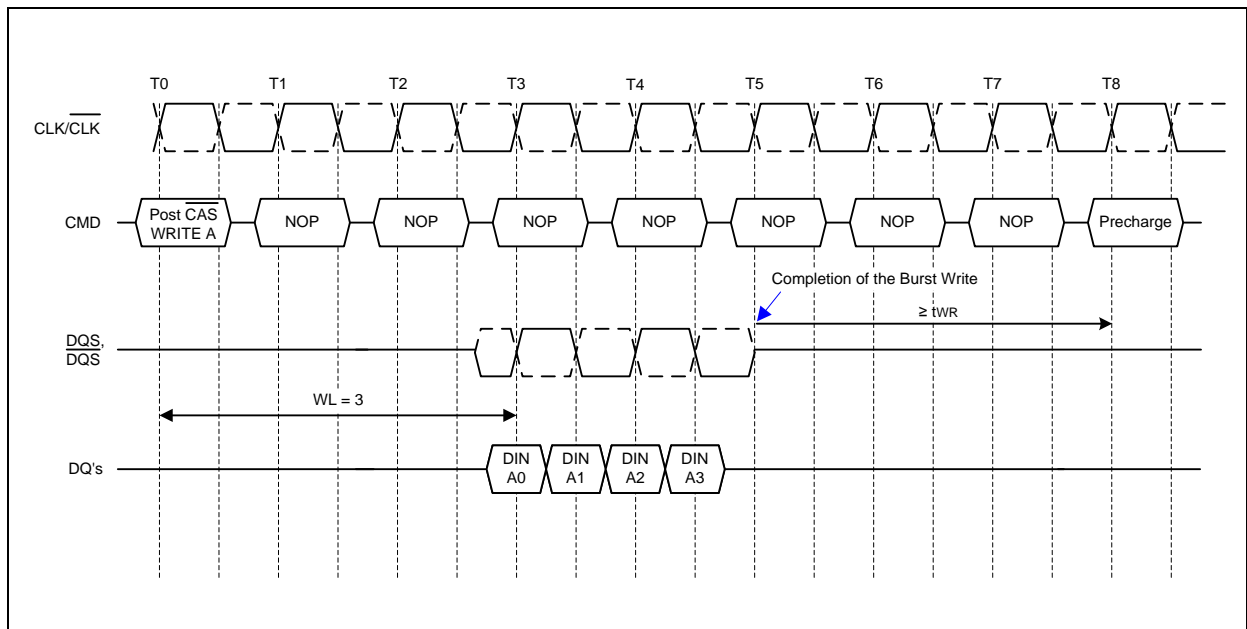 T0 T1 T2 T3 T4 T5 T6 T7 T8
CLK/CLK
CMD
Post CAS
WRITE A
NOP NOP NOP NOP NOP NOP NOP Precharge
Completion of the Burst Write
≥ tWR
DQS,
DQS
WL = 3
DQ's
DIN DIN DIN DIN
A0 A1 A2 A3